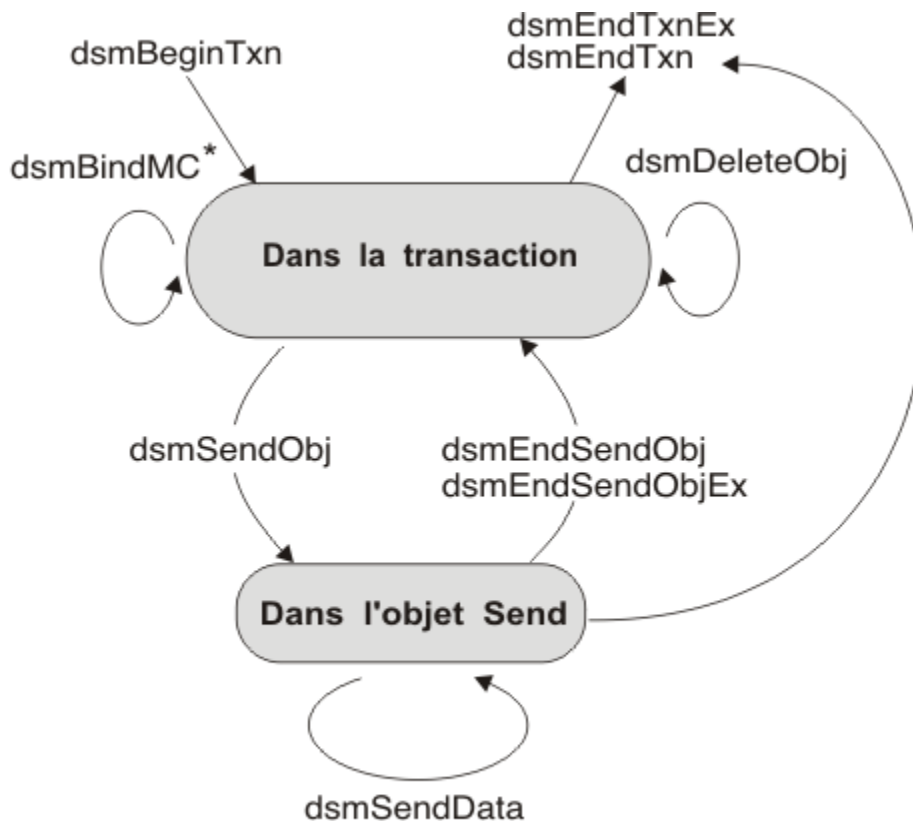 dsmEndTxnEx
dsmBeginTxn
dsmEndTxn
dsmBindMC*
dsmDeleteObj
Dans la transaction
dsmSendObj
dsmEndSendObj
dsmEndSendObjEx
Dans l'objet Send
dsmSendData